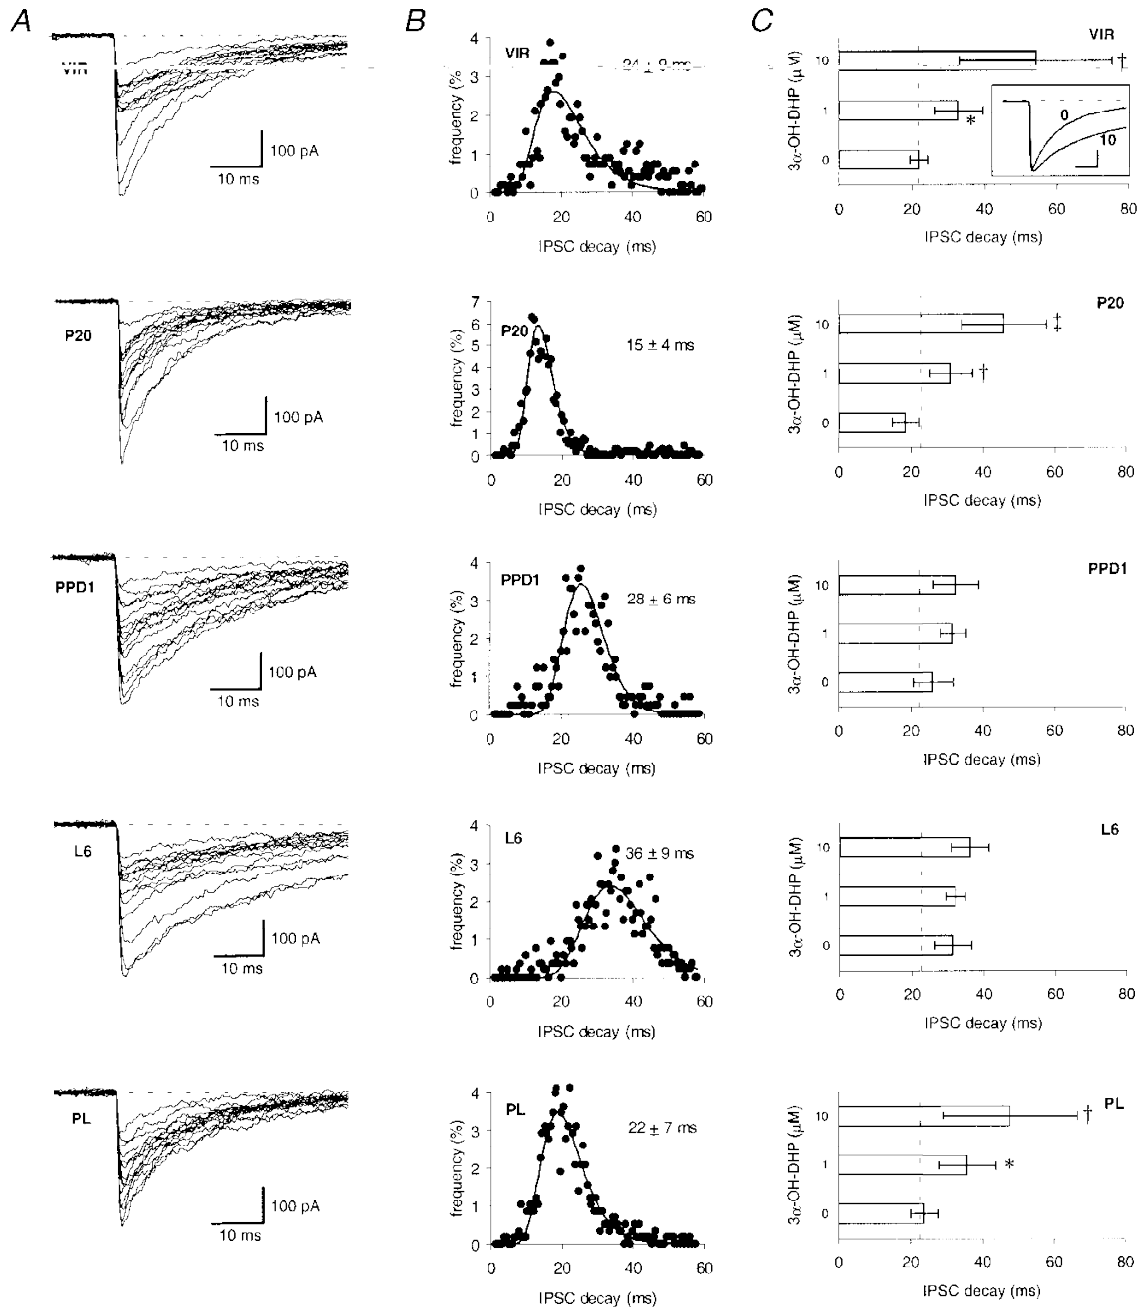 A
B
C
VIR
100 pA
10 ms
frequency (%)
VIR
4
3
2
1
0
0
20
40
60
IPSC decay (ms)
3α-OH-DHP (μM)
VIR
10
†
1
*
0
0
10
0
20
40
60
80
IPSC decay (ms)
P20
100 pA
10 ms
frequency (%)
P20
15 ± 4 ms
7
6
5
4
3
2
1
0
0
20
40
60
IPSC decay (ms)
3α-OH-DHP (μM)
P20
10
‡
1
†
0
0
20
40
60
80
IPSC decay (ms)
PPD1
100 pA
10 ms
frequency (%)
PPD1
28 ± 6 ms
4
3
2
1
0
0
20
40
60
IPSC decay (ms)
3α-OH-DHP (μM)
PPD1
10
1
0
0
20
40
60
80
IPSC decay (ms)
L6
100 pA
10 ms
frequency (%)
L6
36 ± 9 ms
4
3
2
1
0
0
20
40
60
IPSC decay (ms)
3α-OH-DHP (μM)
L6
10
1
0
0
20
40
60
80
IPSC decay (ms)
PL
100 pA
10 ms
frequency (%)
PL
22 ± 7 ms
4
3
2
1
0
0
20
40
60
IPSC decay (ms)
3α-OH-DHP (μM)
PL
10
†
1
*
0
0
20
40
60
80
IPSC decay (ms)